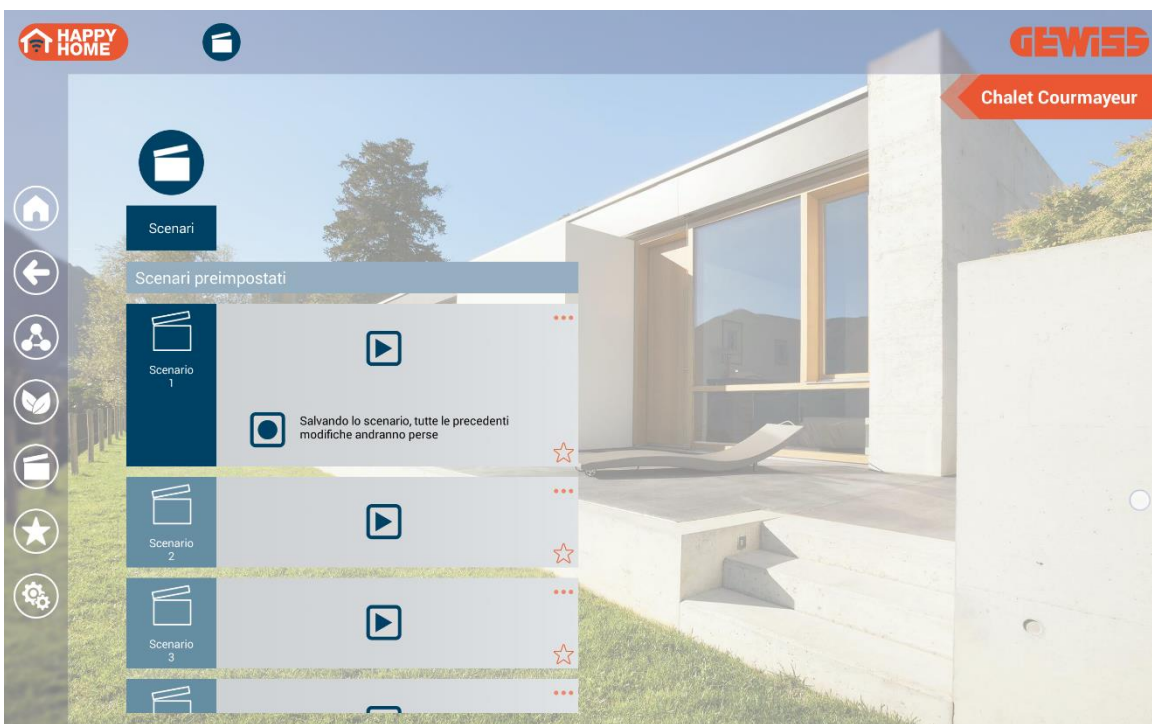 HAPPY
HOME
GEWISS
Chalet Courmayeur
Scenari
Scenari preimpostati
Scenario
1
Salvando lo scenario, tutte le precedenti
modifiche andranno perse
Scenario
2
Scenario
3